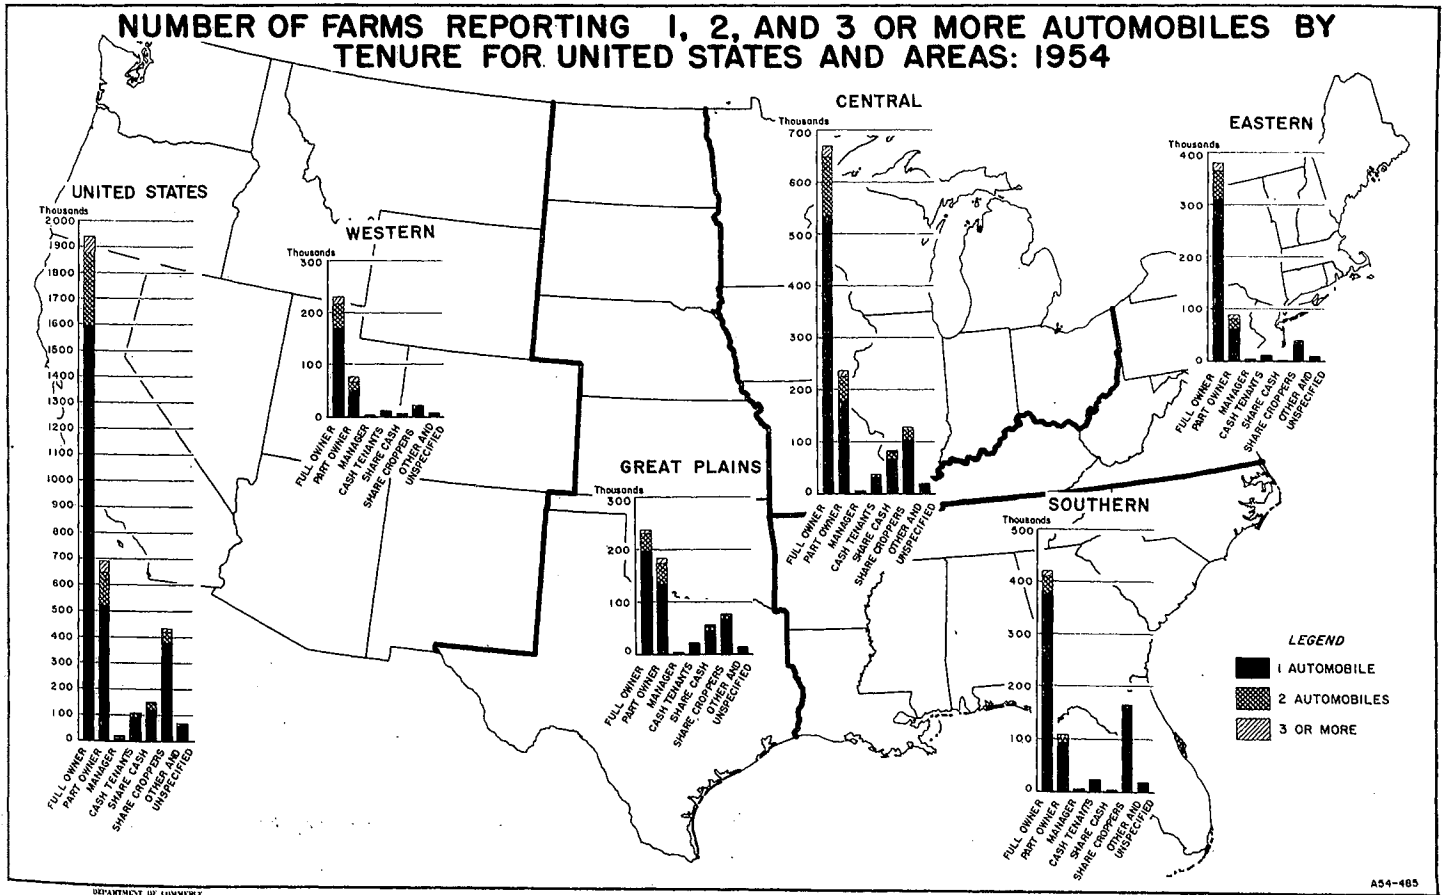 NUMBER OF FARMS REPORTING 1, 2, AND 3 OR MORE AUTOMOBILES BY
TENURE FOR UNITED STATES AND AREAS: 1954
UNITED STATES
Thousands
2000
1900
1800
1700
1600
1500
1400
1300
1200
1100
1000
900
800
700
600
500
400
300
200
100
0
FULL OWNER
PART OWNER
MANAGER
CASH TENANTS
SHARE CASH
SHARE CROPPERS
OTHER AND
UNSPECIFIED
WESTERN
Thousands
300
200
100
0
FULL OWNER
PART OWNER
MANAGER
CASH TENANTS
SHARE CASH
SHARE CROPPERS
OTHER AND
UNSPECIFIED
GREAT PLAINS
Thousands
300
200
100
0
FULL OWNER
PART OWNER
MANAGER
CASH TENANTS
SHARE CASH
SHARE CROPPERS
OTHER AND
UNSPECIFIED
CENTRAL
Thousands
700
600
500
400
300
200
100
0
FULL OWNER
PART OWNER
MANAGER
CASH TENANTS
SHARE CASH
SHARE CROPPERS
OTHER AND
UNSPECIFIED
EASTERN
Thousands
400
300
200
100
0
FULL OWNER
PART OWNER
MANAGER
CASH TENANTS
SHARE CASH
SHARE CROPPERS
OTHER AND
UNSPECIFIED
SOUTHERN
Thousands
500
400
300
200
100
0
FULL OWNER
PART OWNER
MANAGER
CASH TENANTS
SHARE CASH
SHARE CROPPERS
OTHER AND
UNSPECIFIED
LEGEND
1 AUTOMOBILE
2 AUTOMOBILES
3 OR MORE
DEPARTMENT OF COMMERCE
A54-485